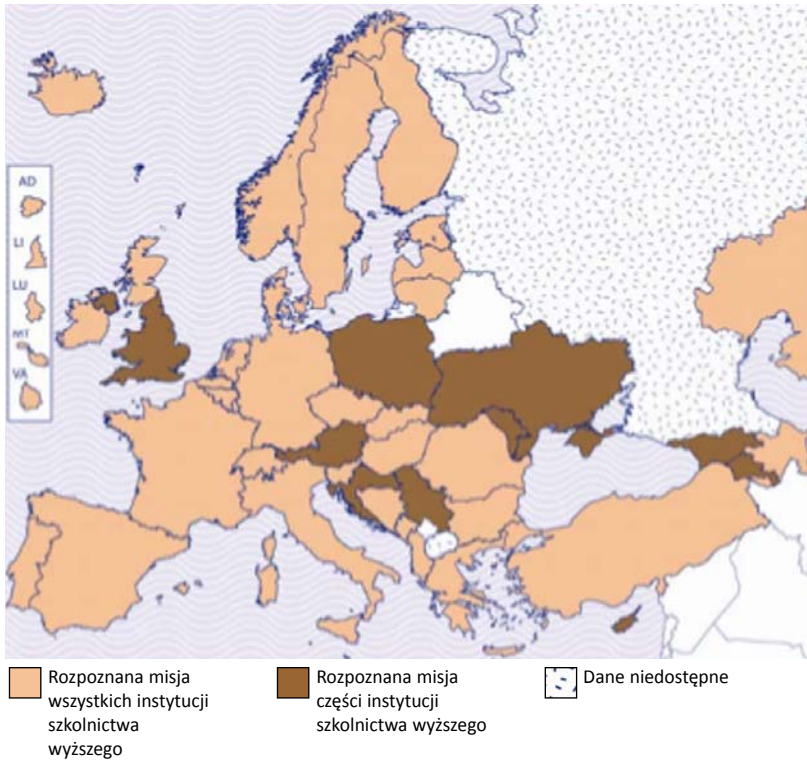 AD
LI
LU
MT
VA
Rozpoznana misja
wszystkich instytucji
szkolnictwa
wyższego
Rozpoznana misja
części instytucji
szkolnictwa wyższego
Dane niedostępne